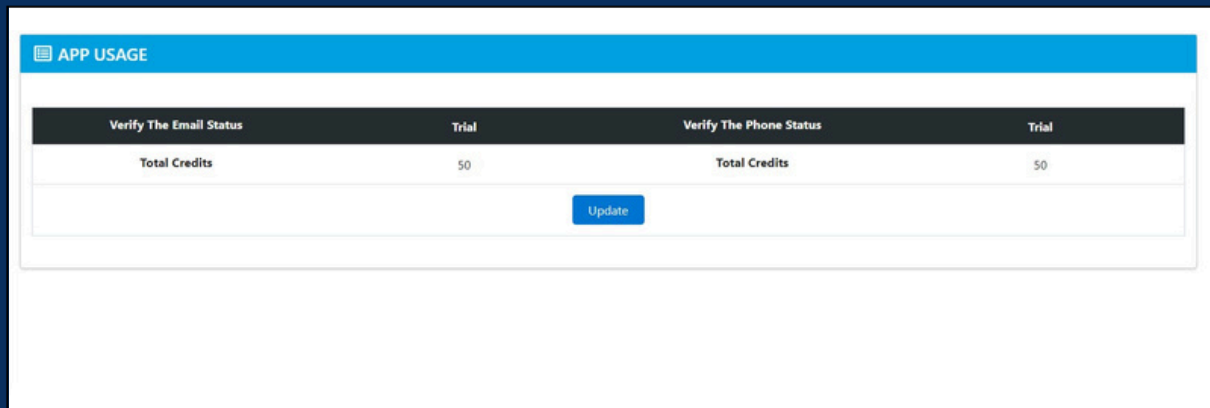 APP USAGE
Verify The Email Status Trial Verify The Phone Status Trial
Total Credits 50 Total Credits 50
Update